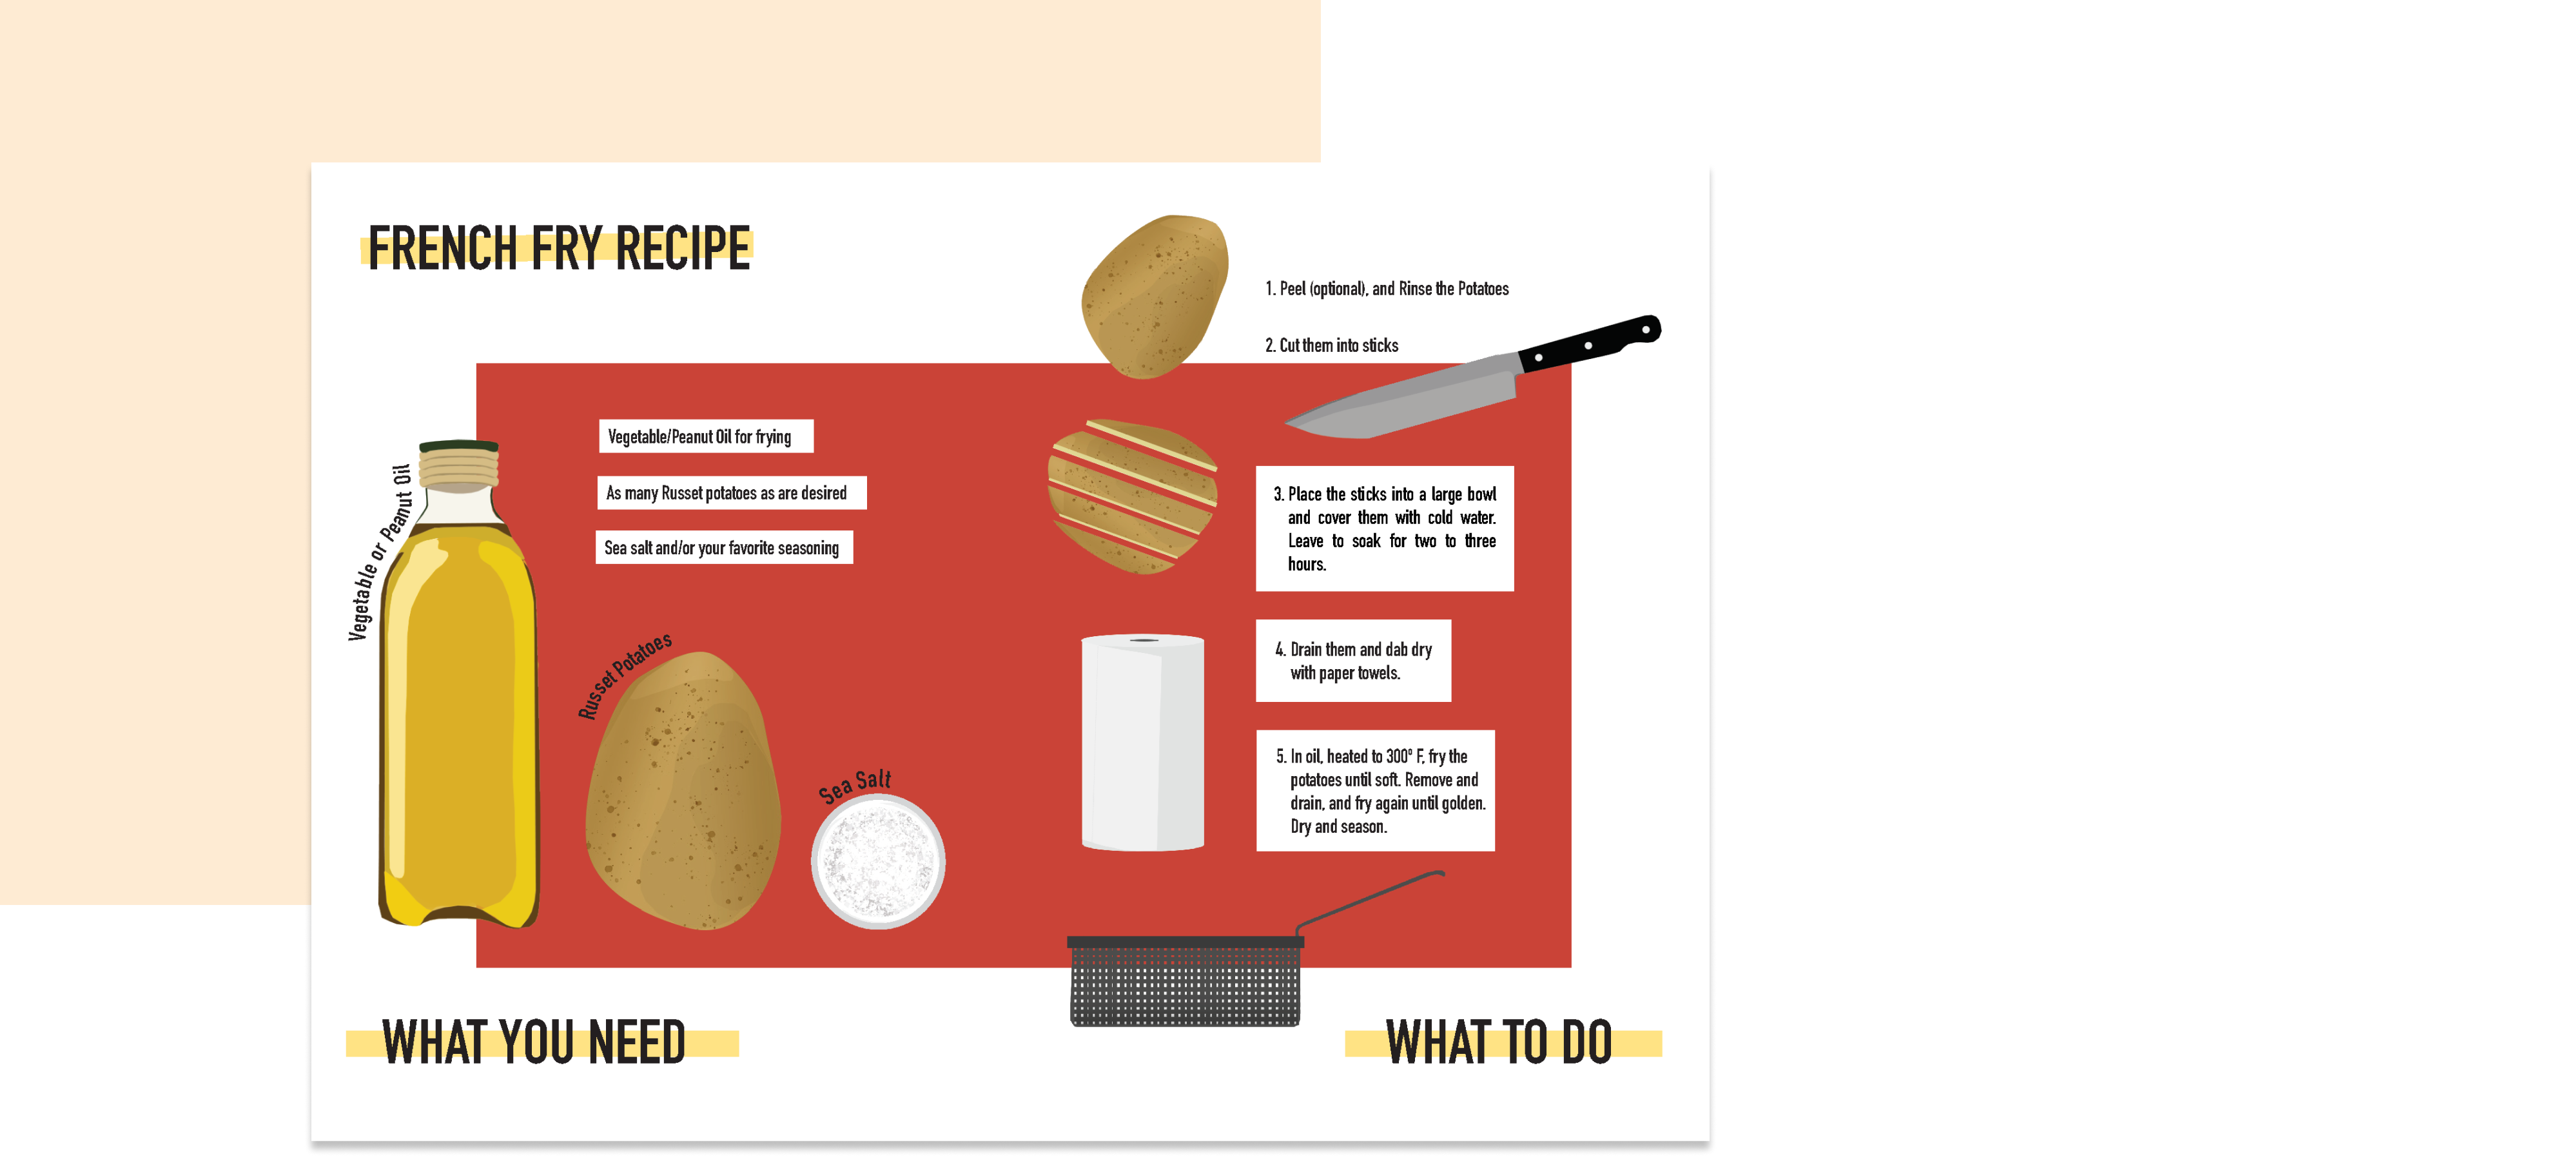 FRENCH FRY RECIPE
Vegetable/Peanut Oil for frying
As many Russet potatoes as are desired
Sea salt and/or your favorite seasoning
Vegetable or Peanut Oil
Russet Potatoes
Sea Salt
WHAT YOU NEED
1. Peel (optional), and Rinse the Potatoes
2. Cut them into sticks
3. Place the sticks into a large bowl
and cover them with cold water.
Leave to soak for two to three
hours.
4. Drain them and dab dry
with paper towels.
5. In oil, heated to 300º F, fry the
potatoes until soft. Remove and
drain, and fry again until golden.
Dry and season.
WHAT TO DO